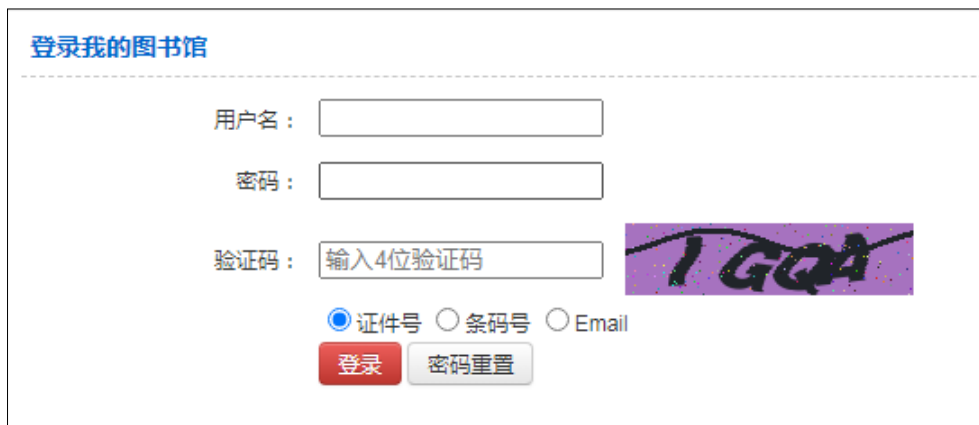 登录我的图书馆
用户名：
密码：
验证码： 输入4位验证码
证件号 条码号 Email
登录 密码重置